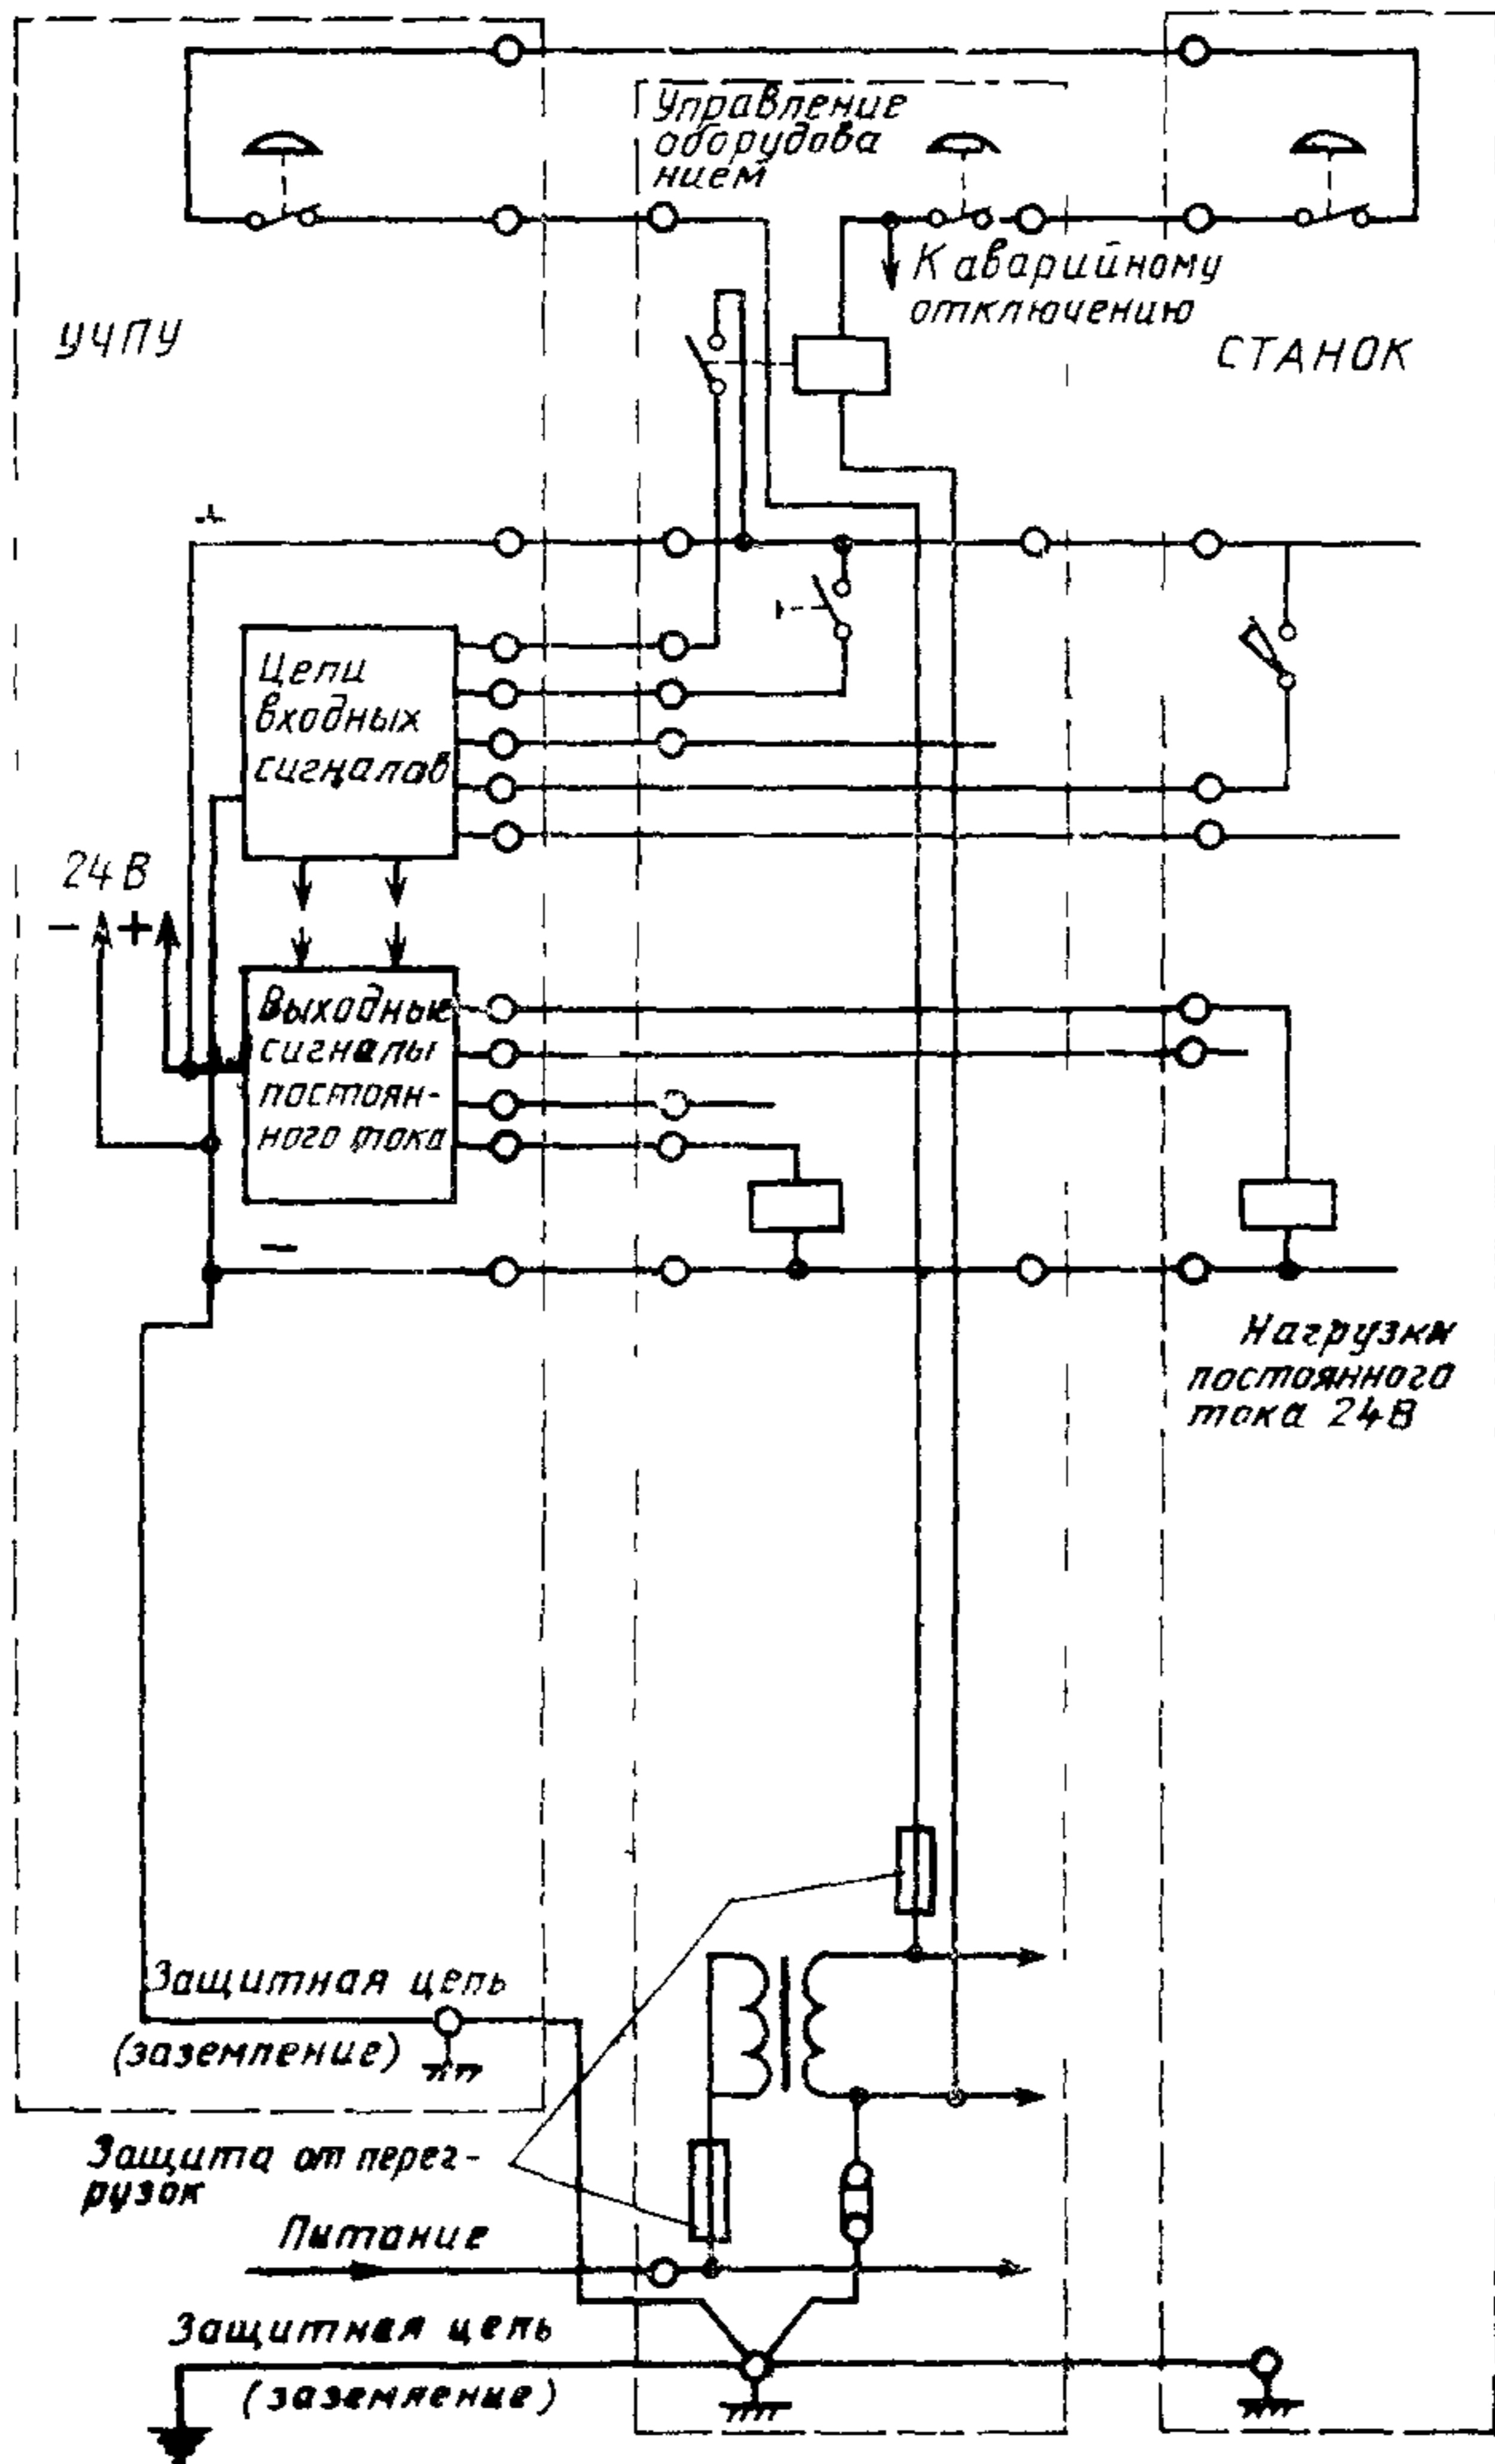 Управление
оборудова
нием
К аварийному
отключению
УЧПУ
СТАНОК
+
Цепи
входных
сигналов
24 В
- +
Выходные
сигналы
постоян-
ного тока
-
Нагрузки
постоянного
тока 24В
Защитная цепь
(заземление)
Защита от перег-
рузок
Питание
Защитная цепь
(заземление)